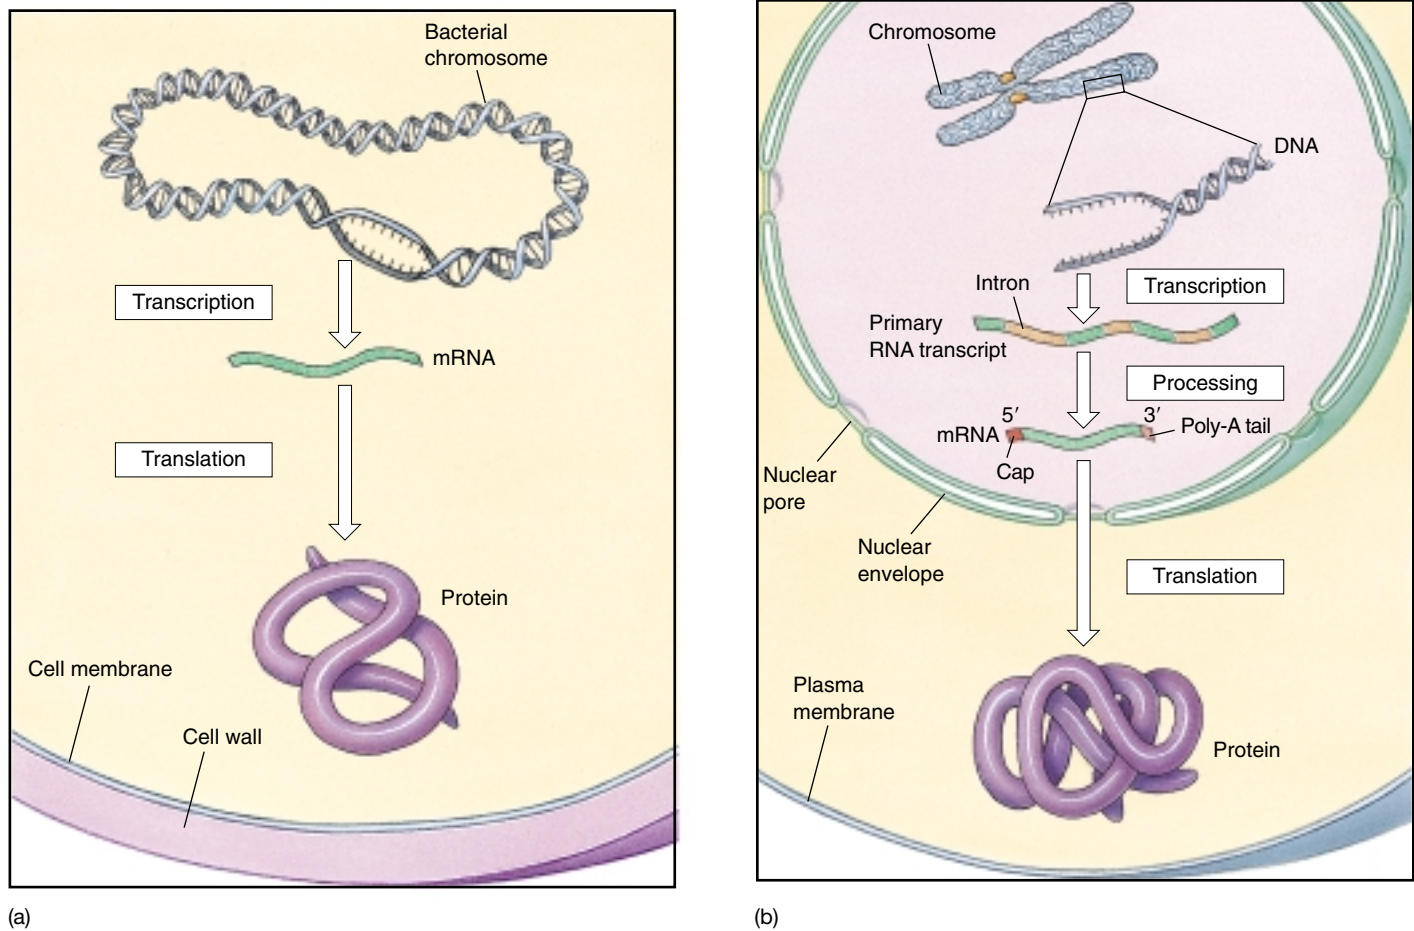 Bacterial
chromosome
Transcription
mRNA
Translation
Protein
Cell membrane
Cell wall
(a)
Chromosome
DNA
Intron
Transcription
Primary
RNA transcript
Processing
5′
3′
mRNA
Poly-A tail
Cap
Nuclear
pore
Nuclear
envelope
Translation
Plasma
membrane
Protein
(b)